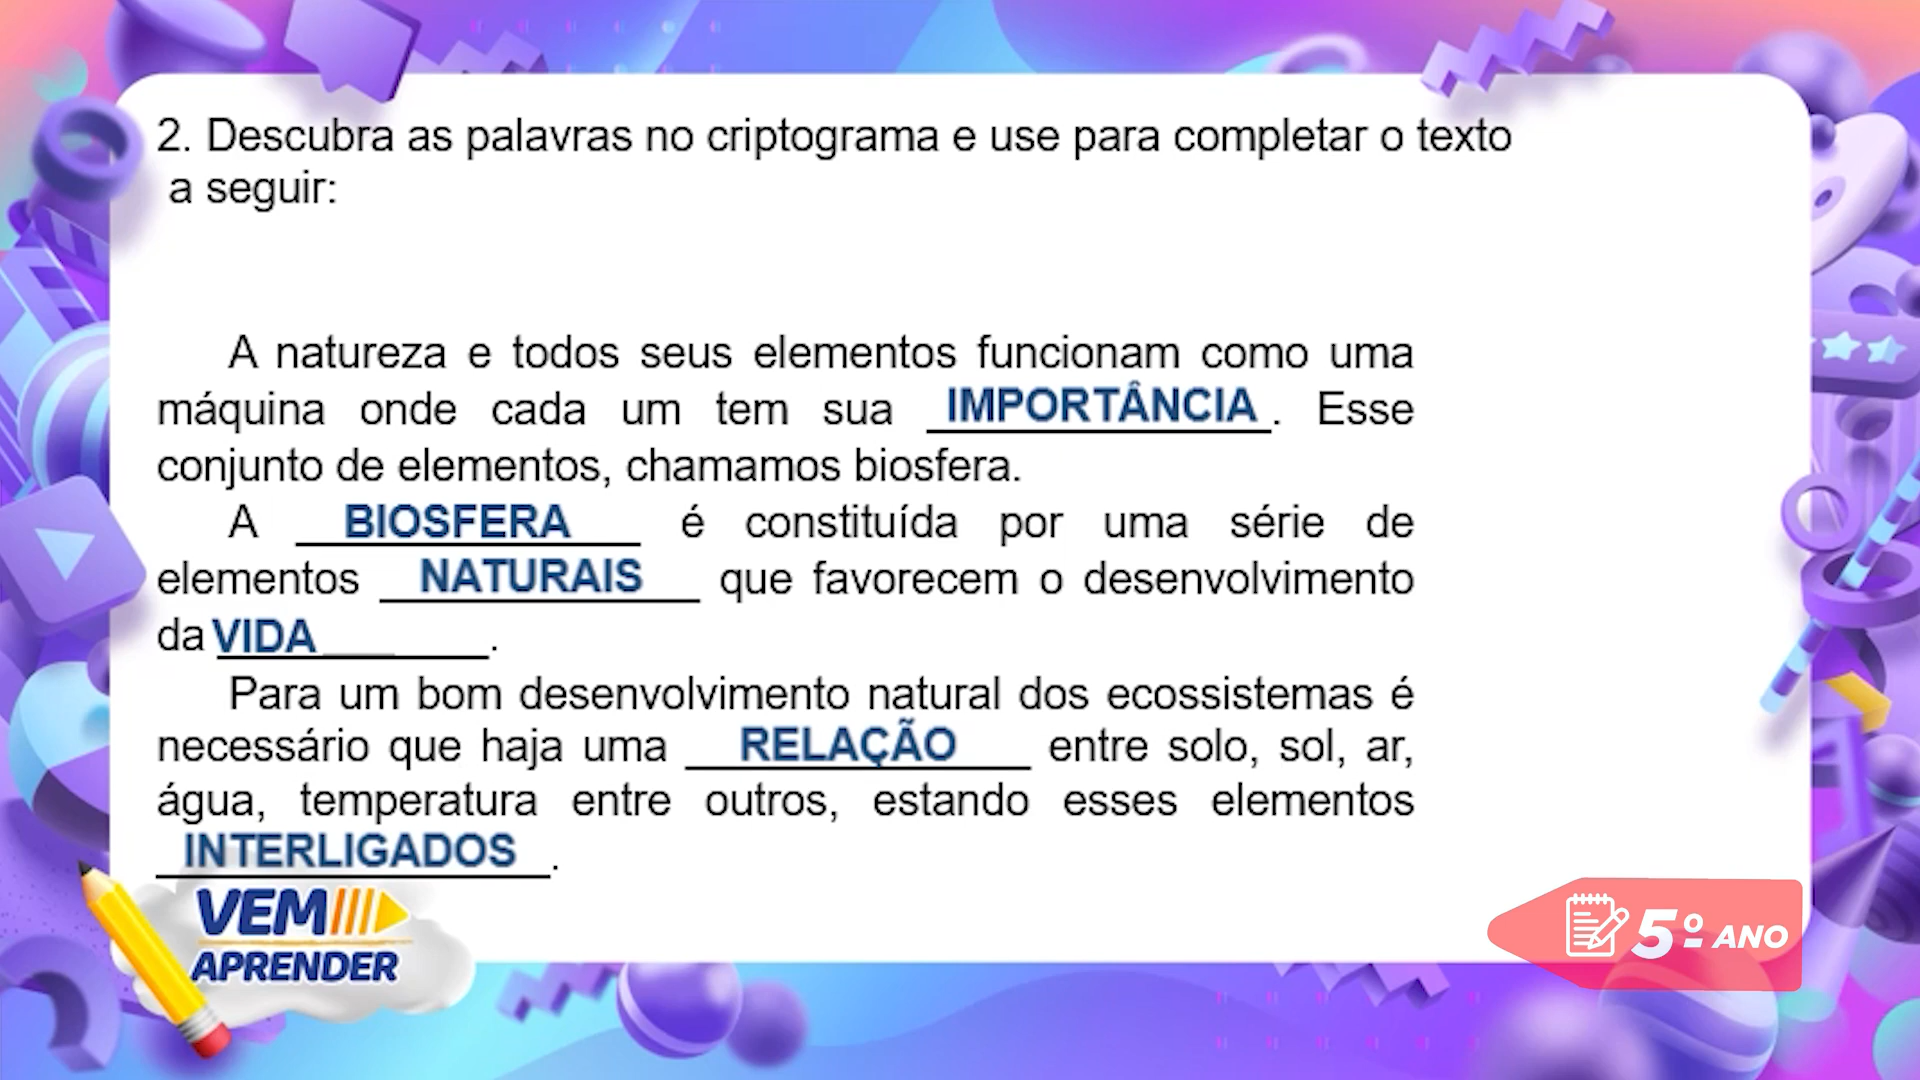 2. Descubra as palavras no criptograma e use para completar o texto
a seguir:
A natureza e todos seus elementos funcionam como uma
máquina onde cada um tem sua IMPORTÂNCIA. Esse
conjunto de elementos, chamamos biosfera.
A BIOSFERA é constituída por uma série de
elementos NATURAIS que favorecem o desenvolvimento
da VIDA.
Para um bom desenvolvimento natural dos ecossistemas é
necessário que haja uma RELAÇÃO entre solo, sol, ar,
água, temperatura entre outros, estando esses elementos
INTERLIGADOS.
VEM
APRENDER
5º ANO